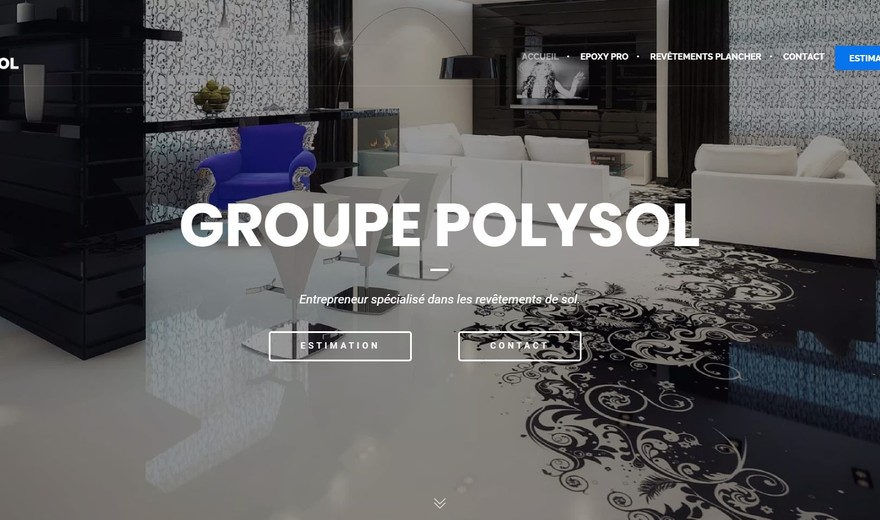 OL
ACCUEIL • EPOXY PRO • REVÊTEMENTS PLANCHER • CONTACT ESTIMA
GROUPE POLYSOL
Entrepreneur spécialisé dans les revêtements de sol.
ESTIMATION
CONTACT